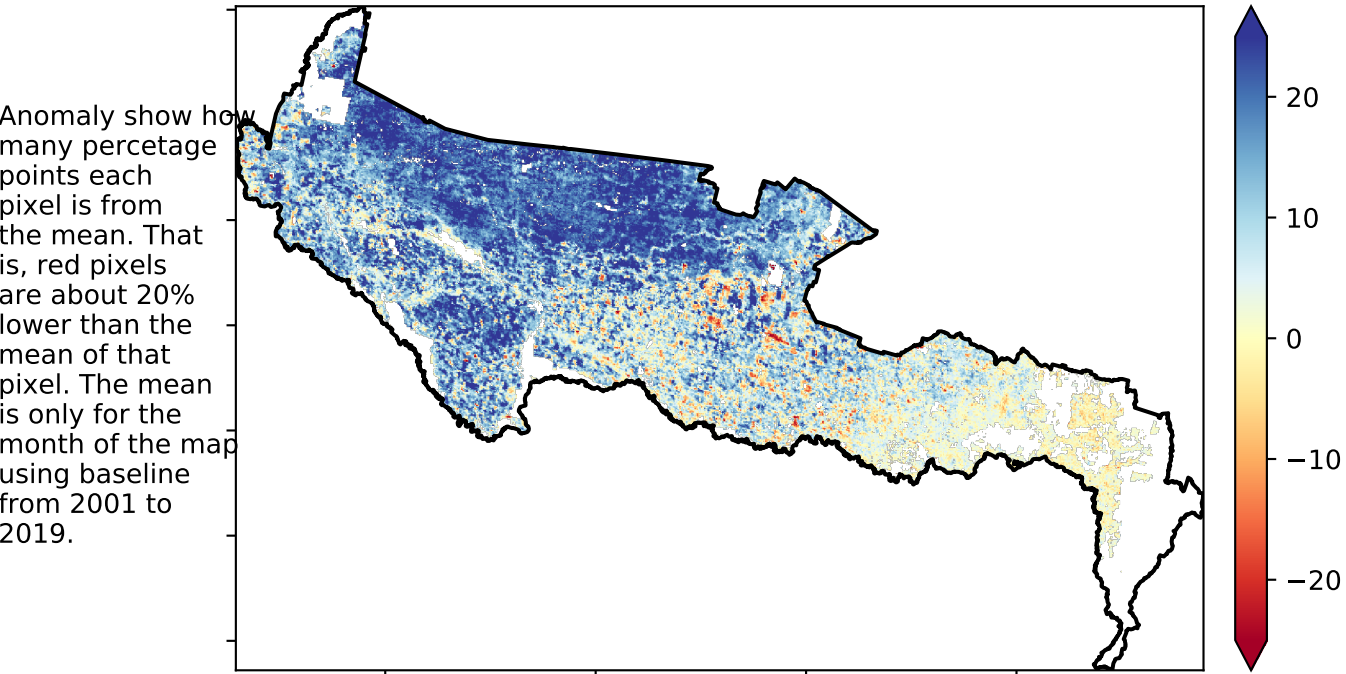 Anomaly show how
many percetage
points each
pixel is from
the mean. That
is, red pixels
are about 20%
lower than the
mean of that
pixel. The mean
is only for the
month of the map
using baseline
from 2001 to
2019.
20
10
0
−10
−20